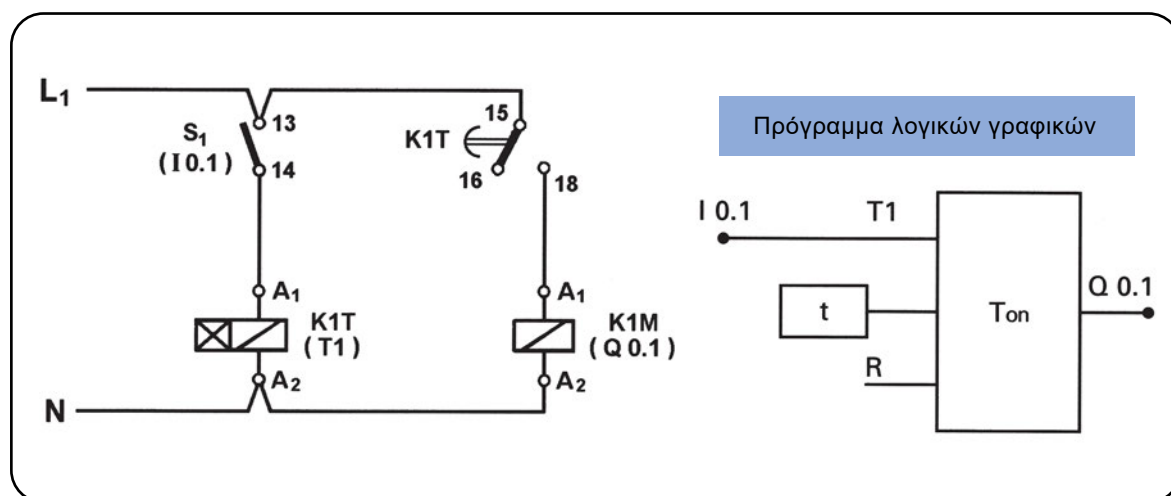 L1
S1
( I 0.1 )
13
14
K1T
15
16
18
A1
K1T
( T1 )
A2
A1
K1M
( Q 0.1 )
A2
N
Πρόγραμμα λογικών γραφικών
I 0.1
T1
t
R
Ton
Q 0.1